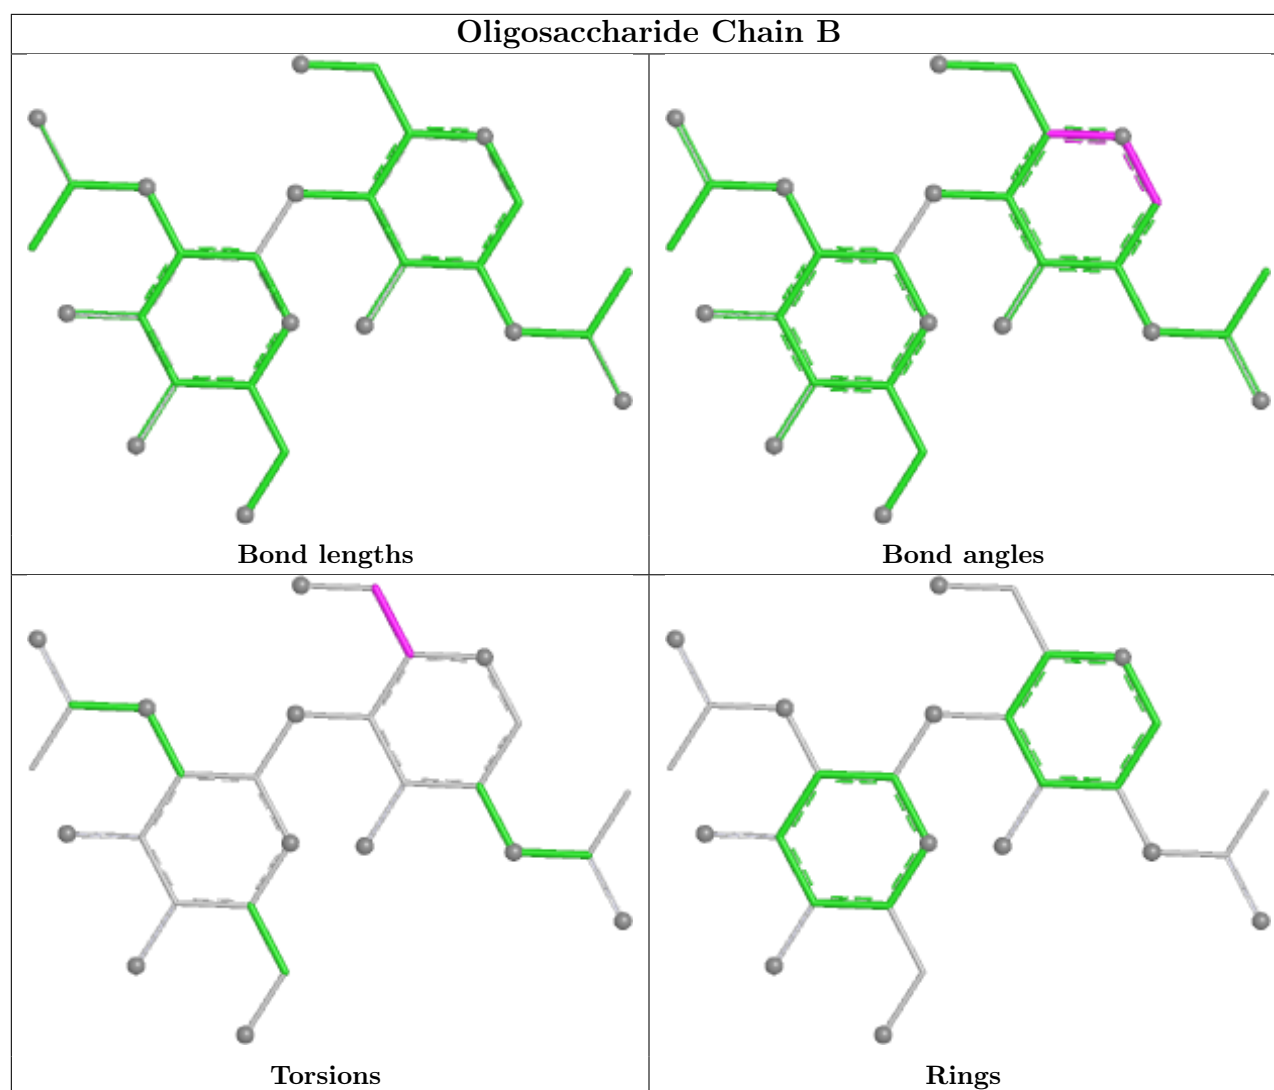 Oligosaccharide Chain B
Bond lengths
Bond angles
Torsions
Rings